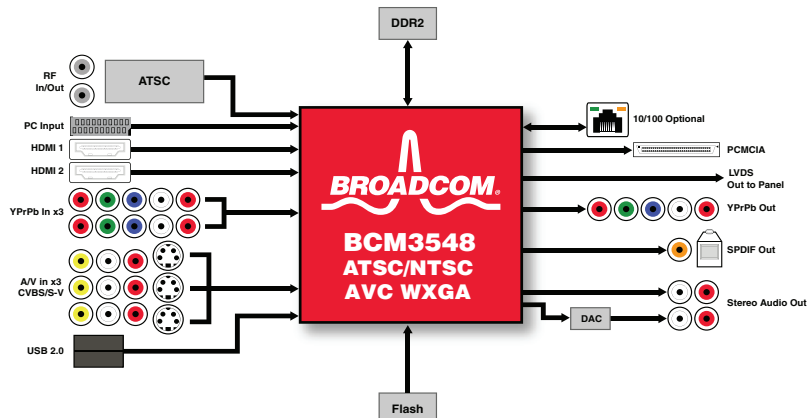 DDR2
RF
In/Out
ATSC
PC Input
HDMI 1
HDMI 2
YPrPb In x3
A/V in x3
CVBS/S-V
USB 2.0
BROADCOM®
BCM3548
ATSC/NTSC
AVC WXGA
10/100 Optional
PCMCIA
LVDS
Out to Panel
YPrPb Out
SPDIF Out
Stereo Audio Out
DAC
Flash